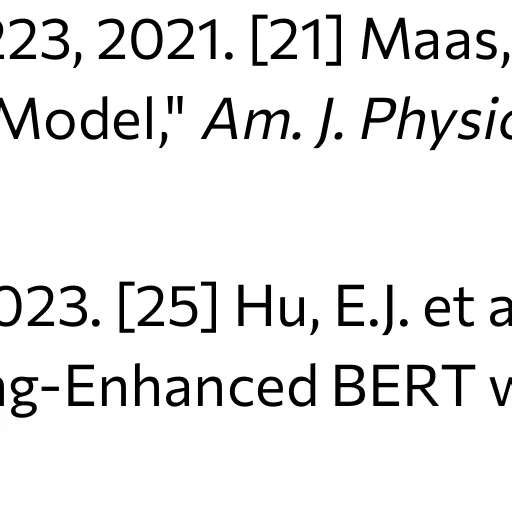 223, 2021. [21] Maas,
Model," Am. J. Physic
023. [25] Hu, E.J. et a
ng-Enhanced BERT w